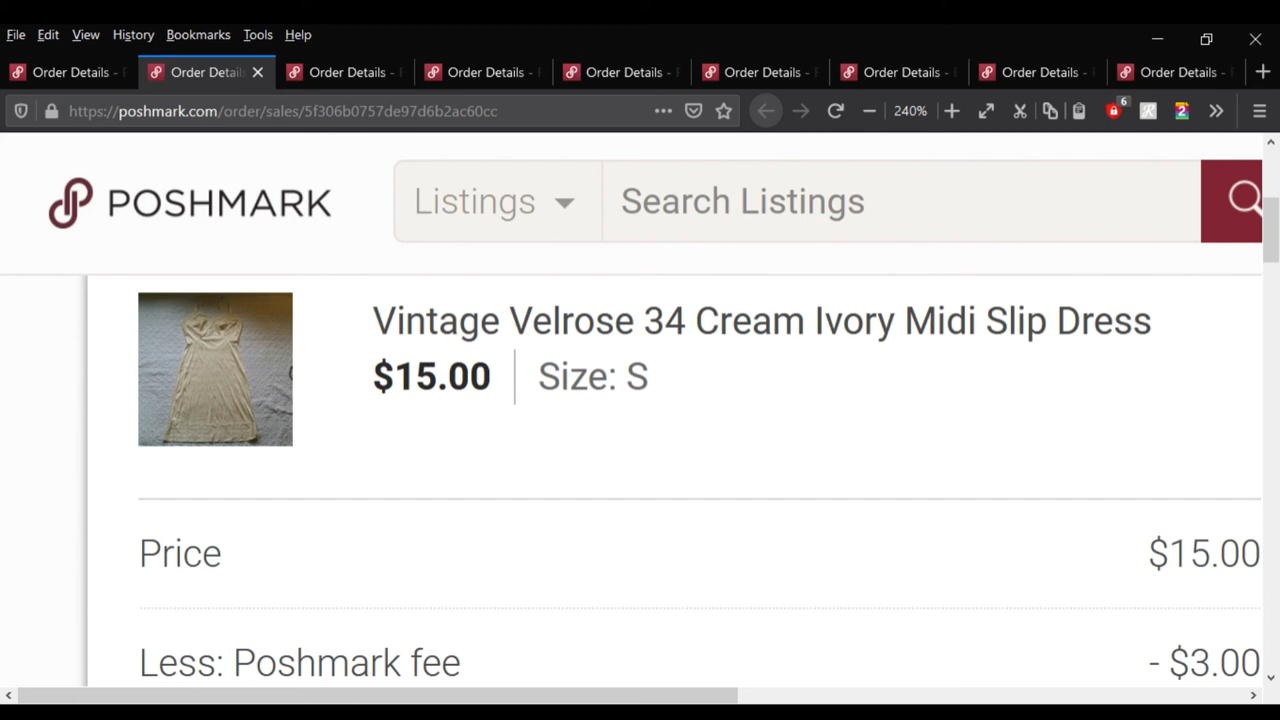 File Edit View History Bookmarks Tools Help
Order Details - Order Details Order Details - Order Details - Order Details - Order Details - Order Details - Order Details - Order Details -
https://poshmark.com/order/sales/5f306b0757de97d6b2ac60cc 240% 6 2
POSHMARK Listings Search Listings
Vintage Velrose 34 Cream Ivory Midi Slip Dress
$15.00 Size: S
Price $15.00
Less: Poshmark fee - $3.00